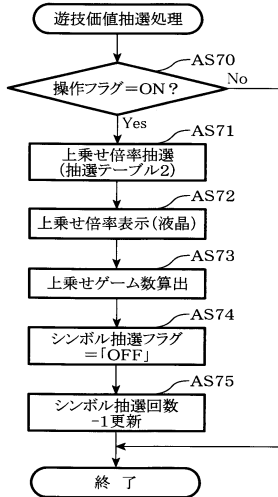 遊技価値抽選処理
AS70
操作フラグ=ON?
No
Yes
AS71
上乗せ倍率抽選
(抽選テーブル2)
AS72
上乗せ倍率表示(液晶)
AS73
上乗せゲーム数算出
AS74
シンボル抽選フラグ
=「OFF」
AS75
シンボル抽選回数
-1更新
終 了